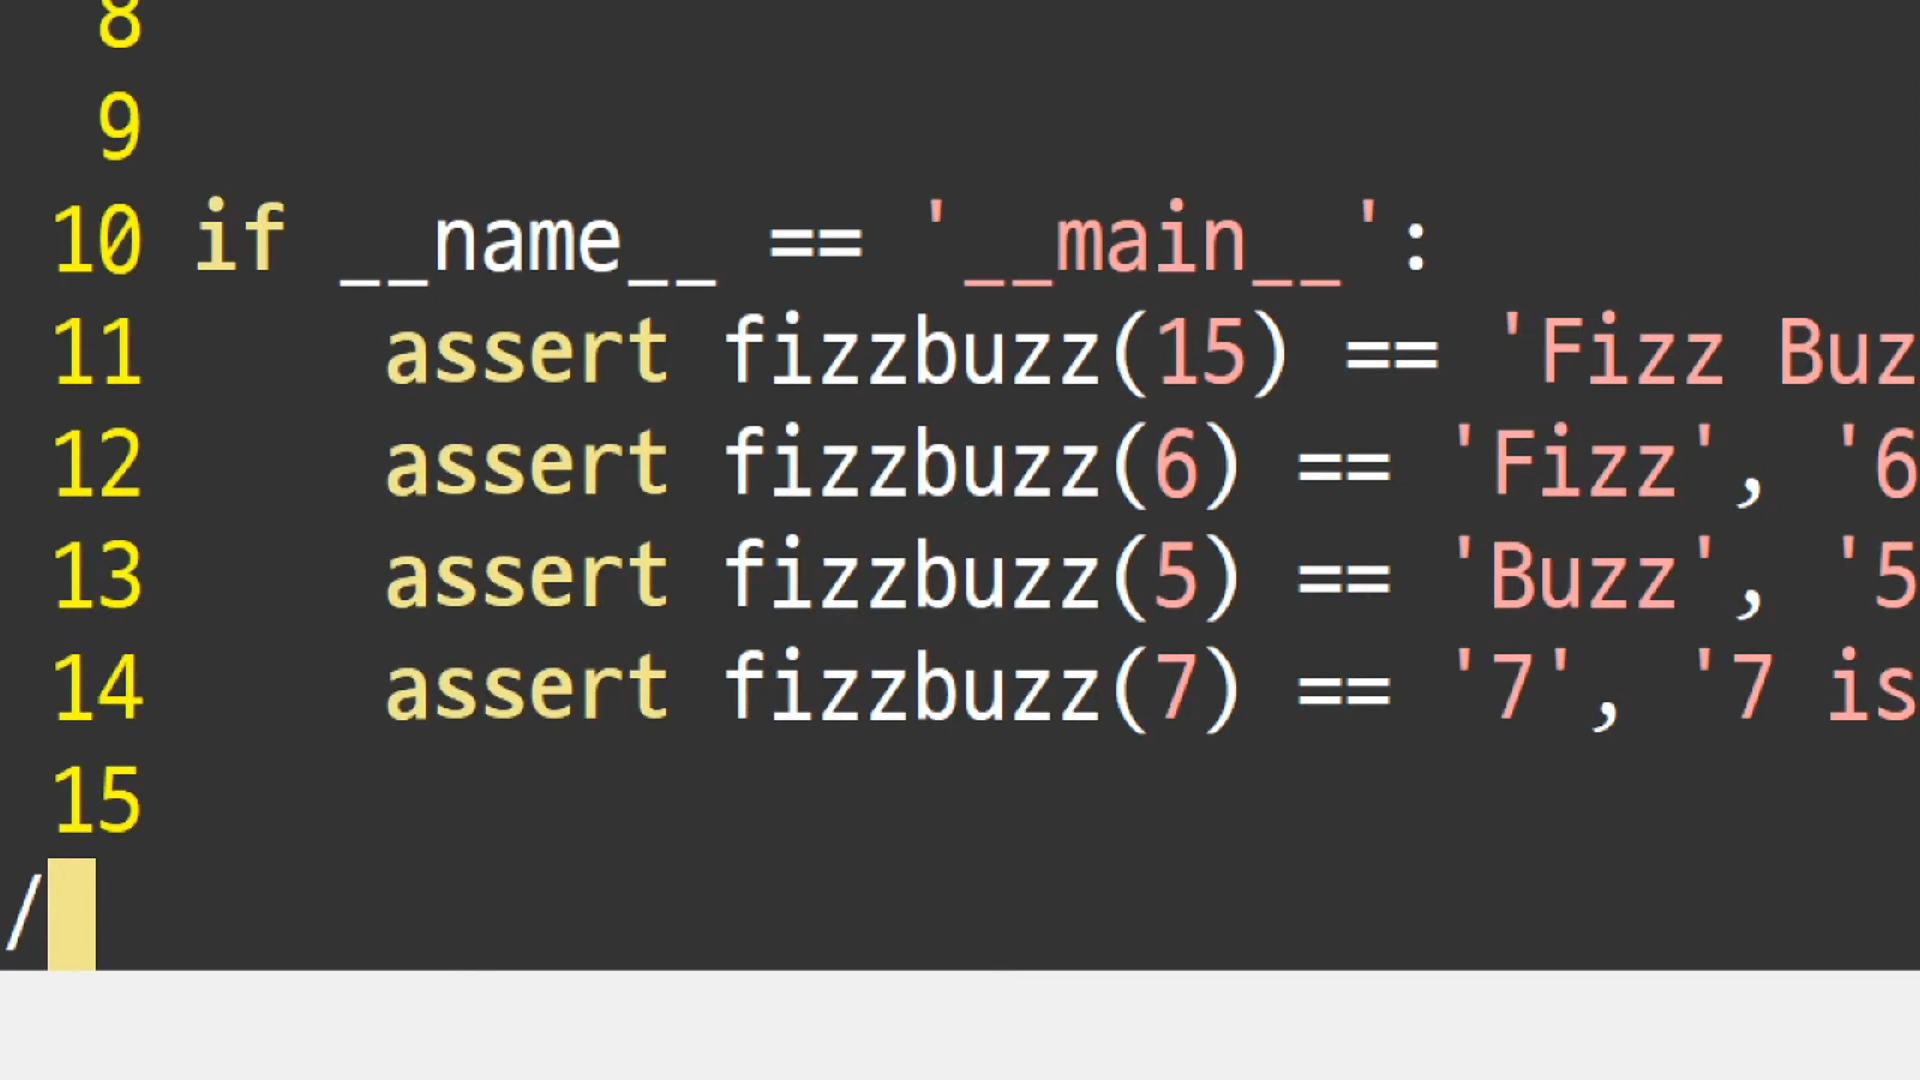 8
9
10 if __name__ == '__main__':
11 assert fizzbuzz(15) == 'Fizz Buz
12 assert fizzbuzz(6) == 'Fizz', '6
13 assert fizzbuzz(5) == 'Buzz', '5
14 assert fizzbuzz(7) == '7', '7 is
15
/